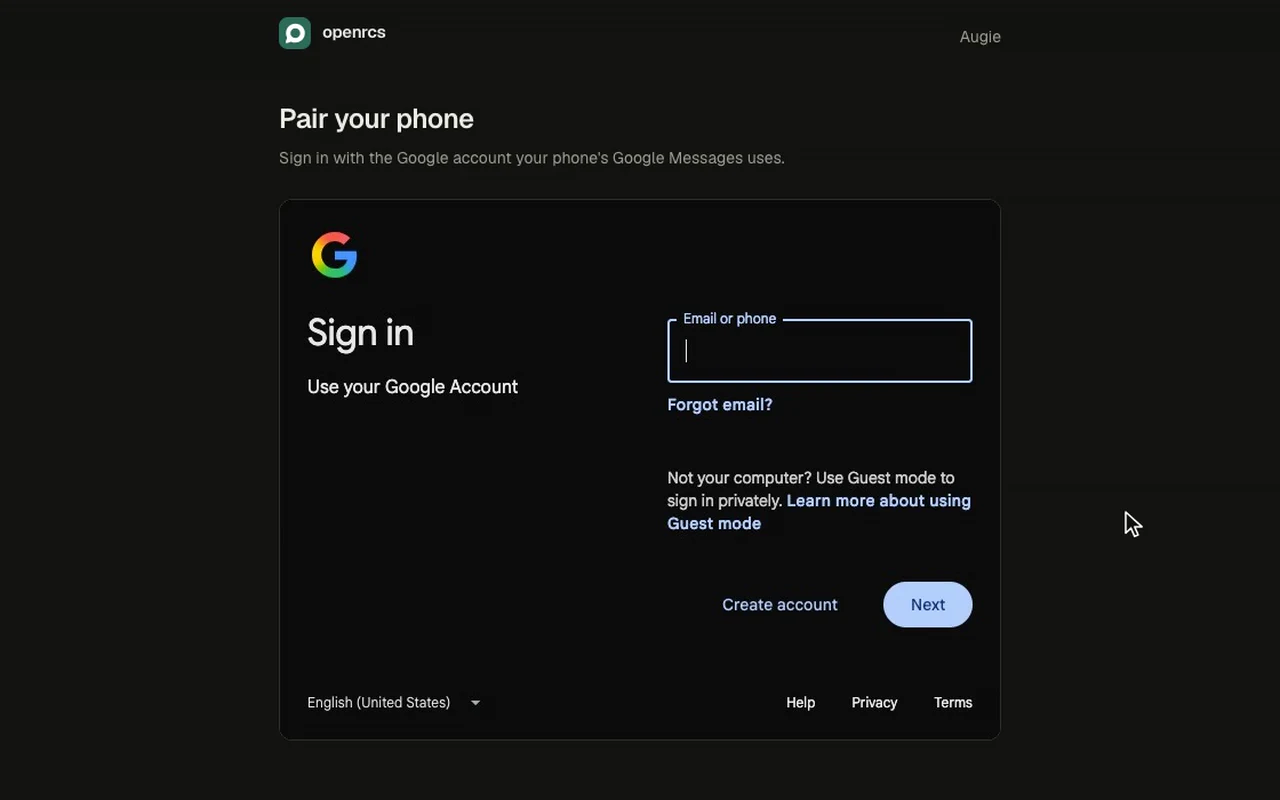 openrcs
Augie
Pair your phone
Sign in with the Google account your phone's Google Messages uses.
Sign in
Use your Google Account
Email or phone
Forgot email?
Not your computer? Use Guest mode to
sign in privately. Learn more about using
Guest mode
Create account
Next
English (United States)
Help
Privacy
Terms